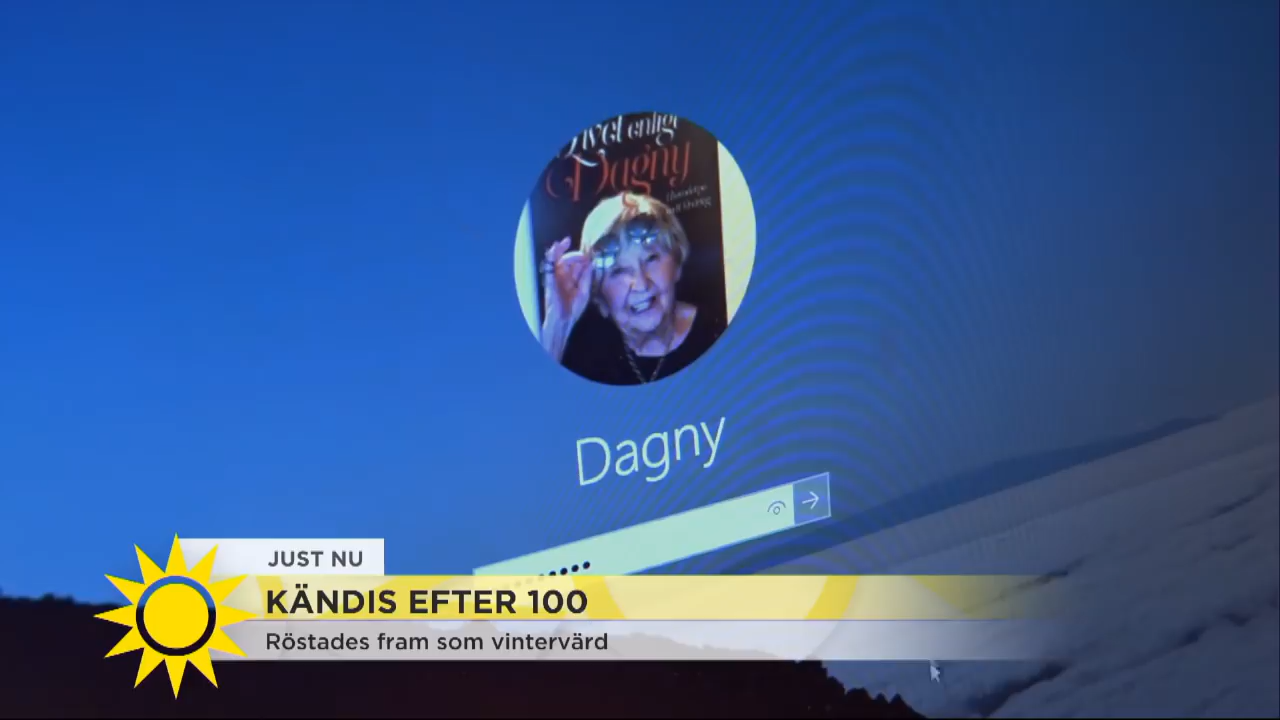 Livet enligt
Dagny
Dagny
JUST NU
KÄNDIS EFTER 100
Röstades fram som vintervärd